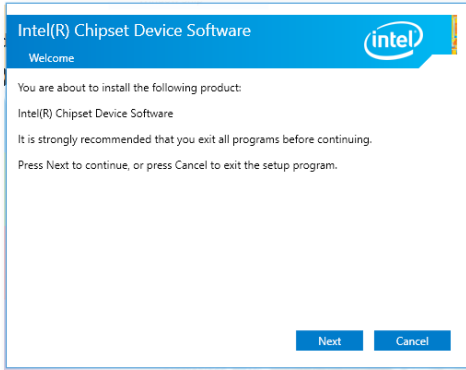 Intel(R) Chipset Device Software
intel
Welcome
You are about to install the following product:
Intel(R) Chipset Device Software
It is strongly recommended that you exit all programs before continuing.
Press Next to continue, or press Cancel to exit the setup program.
Next
Cancel